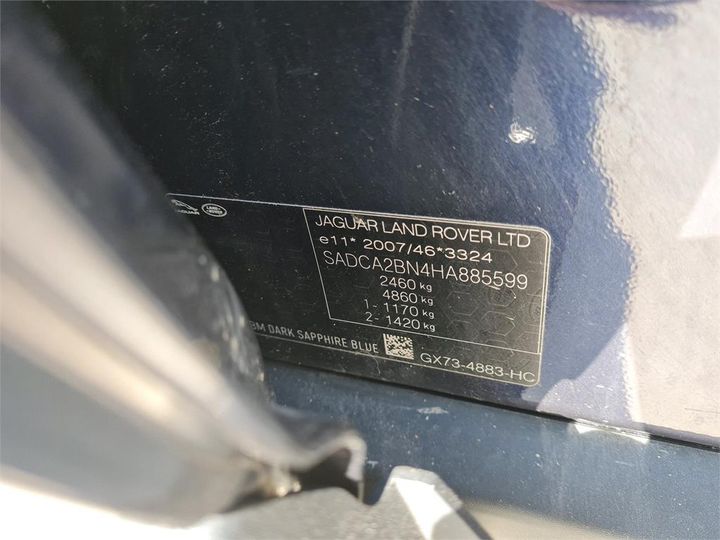 JAGUAR LAND ROVER LTD
e11* 2007/46*3324
SADCA2BN4HA885599
2460 kg
4860 kg
1 - 1170 kg
2 - 1420 kg
DARK SAPPHIRE BLUE
GX73-4883-HC